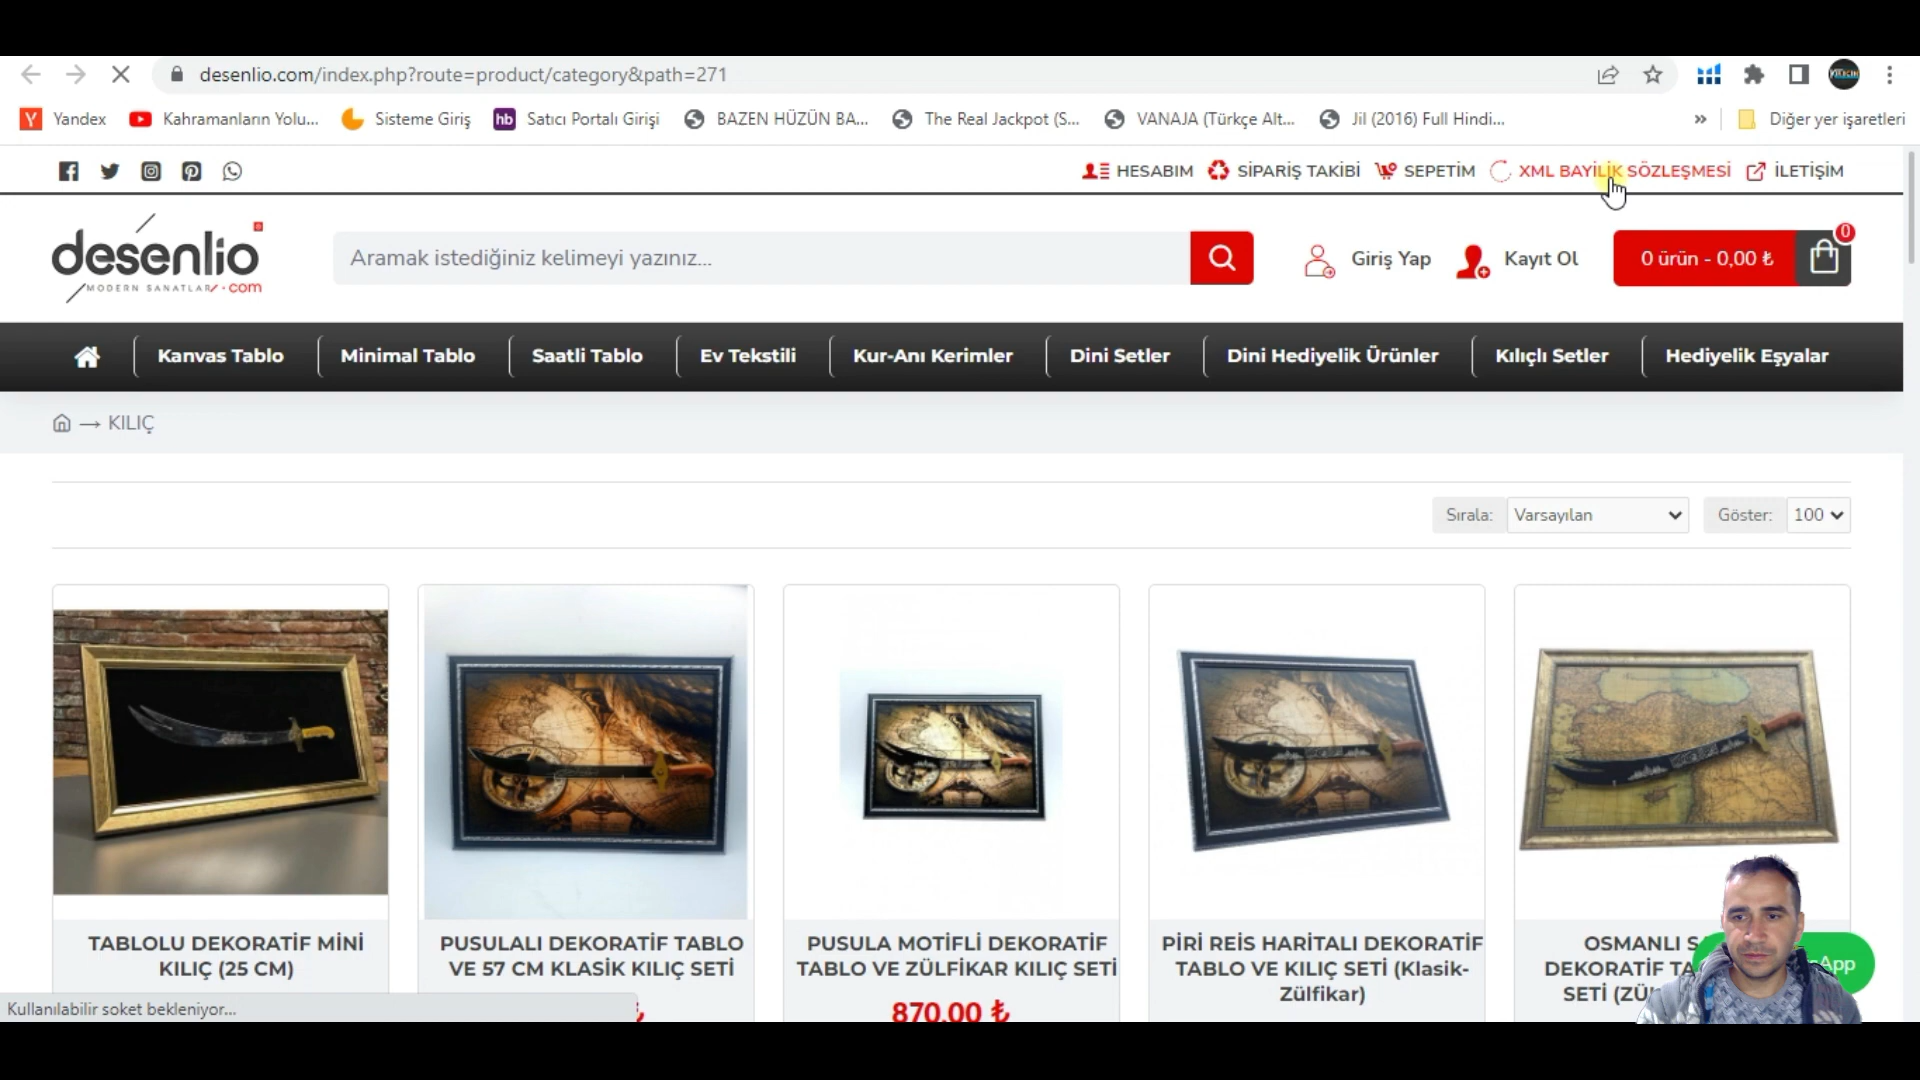 desenlio.com/index.php?route=product/category&path=271
Yandex
Kahramanların Yolu...
Sisteme Giriş
hb
Satıcı Portalı Girişi
BAZEN HÜZÜN BA...
The Real Jackpot (S...
VANAJA (Türkçe Alt...
Jil (2016) Full Hindi...
»
Diğer yer işaretleri
HESABIM
SİPARİŞ TAKİBİ
SEPETİM
XML BAYİLİK SÖZLEŞMESİ
İLETİŞİM
desenlio
MODERN SANATLAR .com
Aramak istediğiniz kelimeyi yazınız...
Giriş Yap
Kayıt Ol
0 ürün - 0,00 ₺
0
Kanvas Tablo
Minimal Tablo
Saatli Tablo
Ev Tekstili
Kur-Anı Kerimler
Dini Setler
Dini Hediyelik Ürünler
Kılıçlı Setler
Hediyelik Eşyalar
→ KILIÇ
Sırala:
Varsayılan
Göster:
100
TABLOLU DEKORATİF MİNİ
KILIÇ (25 CM)
PUSULALI DEKORATİF TABLO
VE 57 CM KLASİK KILIÇ SETİ
₺
PUSULA MOTİFLİ DEKORATİF
TABLO VE ZÜLFİKAR KILIÇ SETİ
870,00 ₺
PİRİ REİS HARİTALI DEKORATİF
TABLO VE KILIÇ SETİ (Klasik-
Zülfikar)
OSMANLI
DEKORATİF
SETİ
App
Kullanılabilir soket bekleniyor...